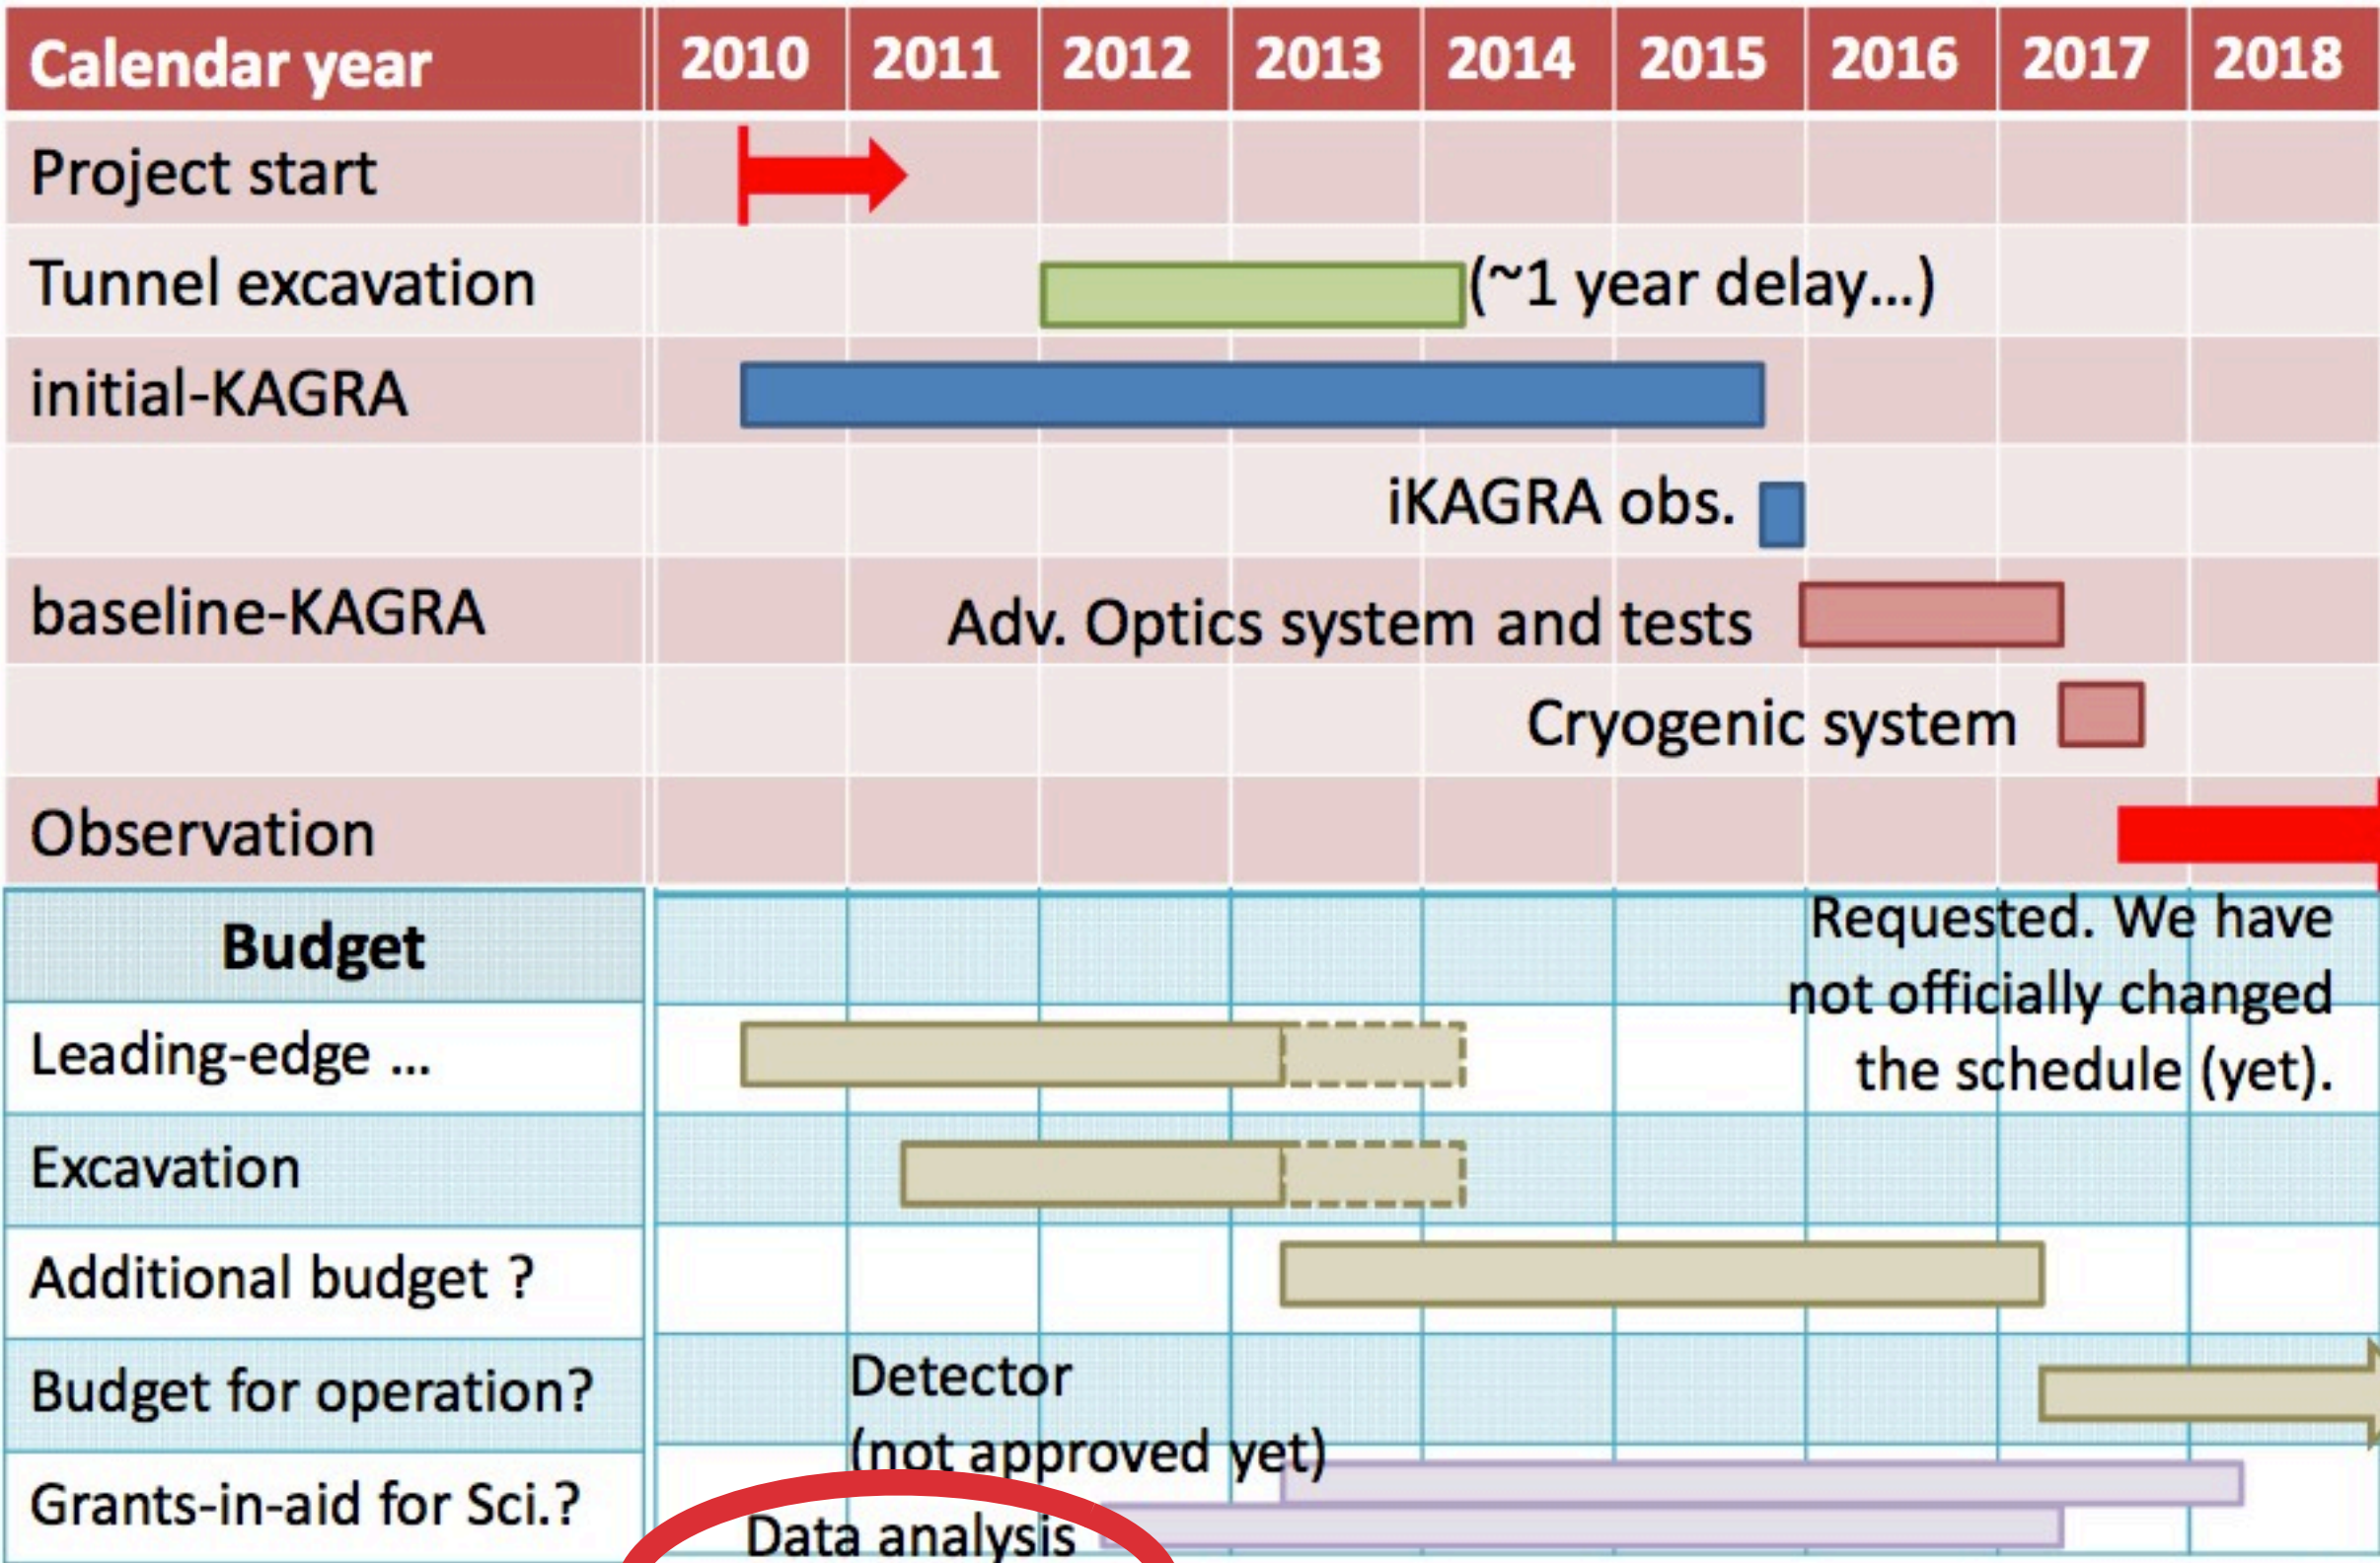 Calendar year 2010 2011 2012 2013 2014 2015 2016 2017 2018
Project start
Tunnel excavation (~1 year delay...)
initial-KAGRA
iKAGRA obs.
baseline-KAGRA Adv. Optics system and tests
Cryogenic system
Observation
Budget
Requested. We have
not officially changed
the schedule (yet).
Leading-edge ...
Excavation
Additional budget ?
Budget for operation?
Detector
(not approved yet)
Grants-in-aid for Sci.?
Data analysis